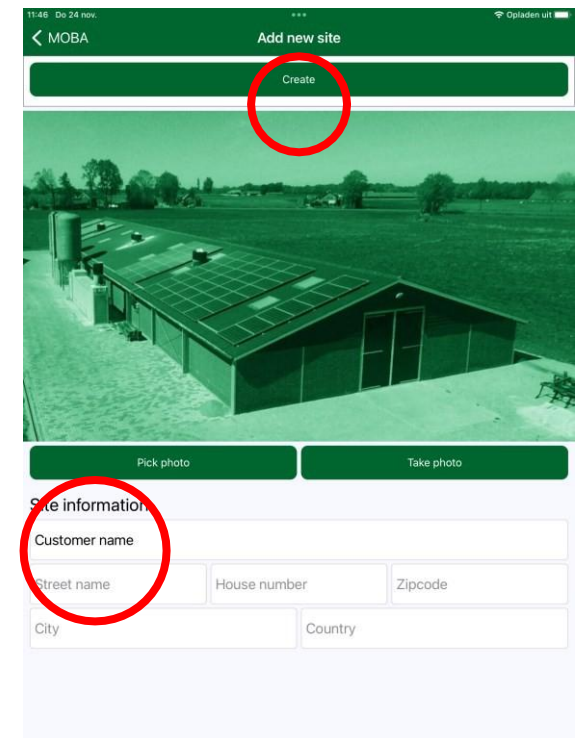 11:46 Do 24 nov. ••• Opladen uit
MOBA Add new site
Create
Pick photo Take photo
Site information
Customer name
Street name House number Zipcode
City Country